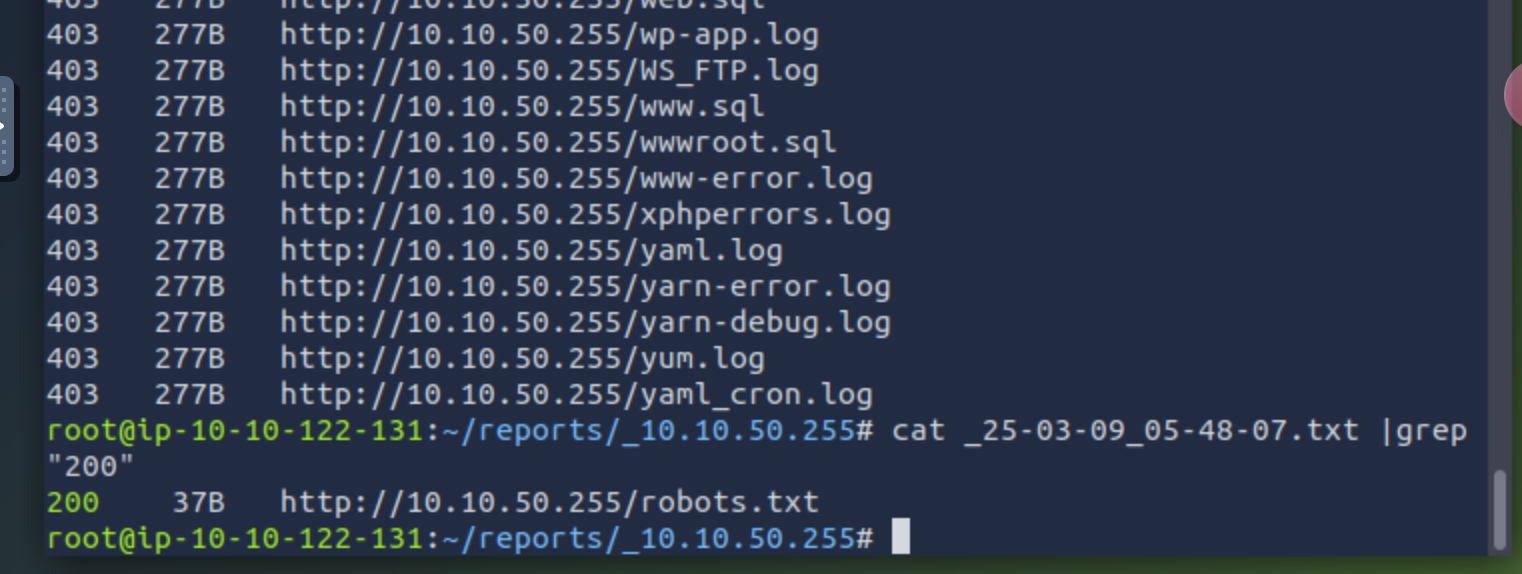 403   277B   http://10.10.50.255/web.sql
403   277B   http://10.10.50.255/wp-app.log
403   277B   http://10.10.50.255/WS_FTP.log
403   277B   http://10.10.50.255/www.sql
403   277B   http://10.10.50.255/wwwroot.sql
403   277B   http://10.10.50.255/www-error.log
403   277B   http://10.10.50.255/xphperrors.log
403   277B   http://10.10.50.255/yaml.log
403   277B   http://10.10.50.255/yarn-error.log
403   277B   http://10.10.50.255/yarn-debug.log
403   277B   http://10.10.50.255/yum.log
403   277B   http://10.10.50.255/yaml_cron.log
root@ip-10-10-122-131:~/reports/_10.10.50.255# cat _25-03-09_05-48-07.txt |grep
"200"
200    37B   http://10.10.50.255/robots.txt
root@ip-10-10-122-131:~/reports/_10.10.50.255#